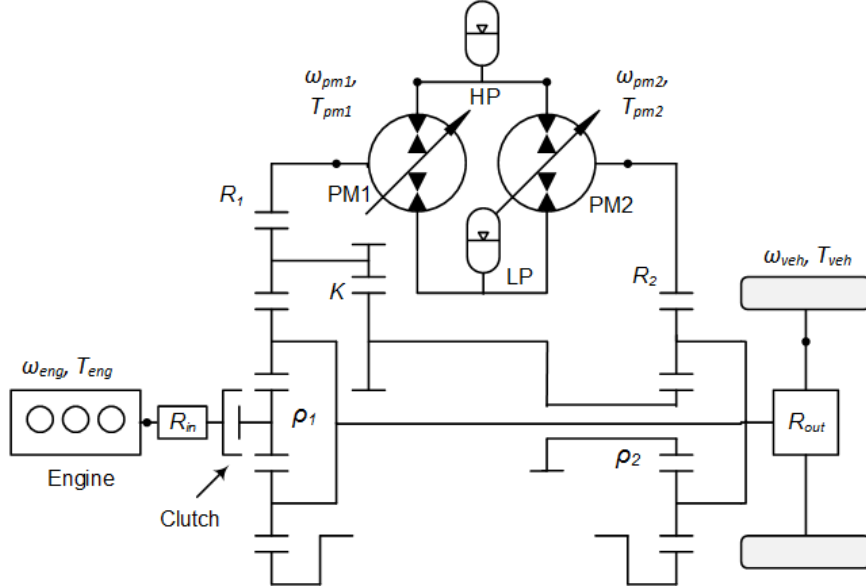 ω_pm1,
T_pm1
HP
ω_pm2,
T_pm2
PM1
PM2
R_1
LP
K
R_2
ω_veh, T_veh
ω_eng, T_eng
R_in
ρ_1
R_out
ρ_2
Engine
Clutch